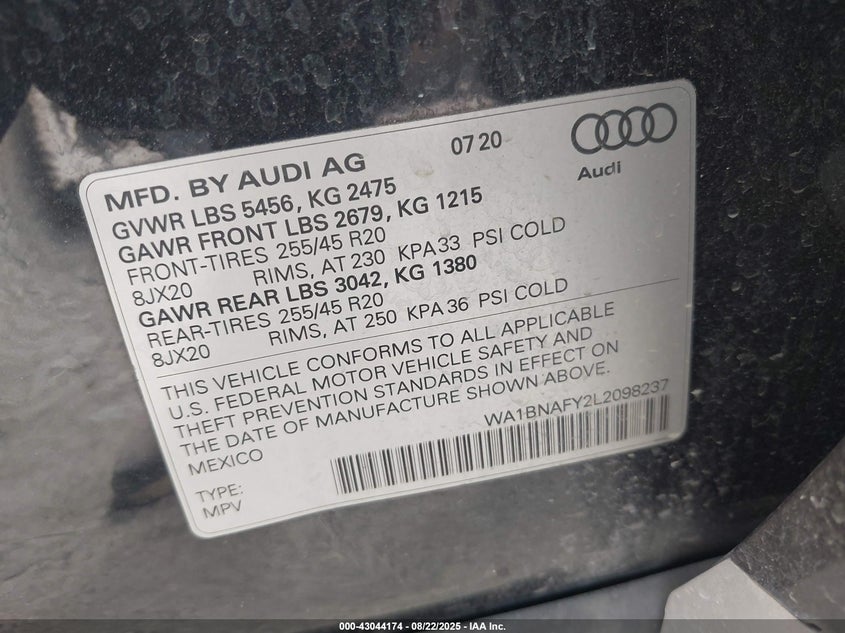 MFD. BY AUDI AG 07 20
Audi
GVWR LBS 5456, KG 2475
GAWR FRONT LBS 2679, KG 1215
FRONT-TIRES 255/45 R20
8JX20 RIMS, AT 230 KPA 33 PSI COLD
GAWR REAR LBS 3042, KG 1380
REAR-TIRES 255/45 R20
8JX20 RIMS, AT 250 KPA 36 PSI COLD
THIS VEHICLE CONFORMS TO ALL APPLICABLE
U.S. FEDERAL MOTOR VEHICLE SAFETY AND
THEFT PREVENTION STANDARDS IN EFFECT ON
THE DATE OF MANUFACTURE SHOWN ABOVE.
MEXICO WA1BNAFY2L2098237
TYPE:
MPV
000-43044174 - 08/22/2025 - IAA Inc.